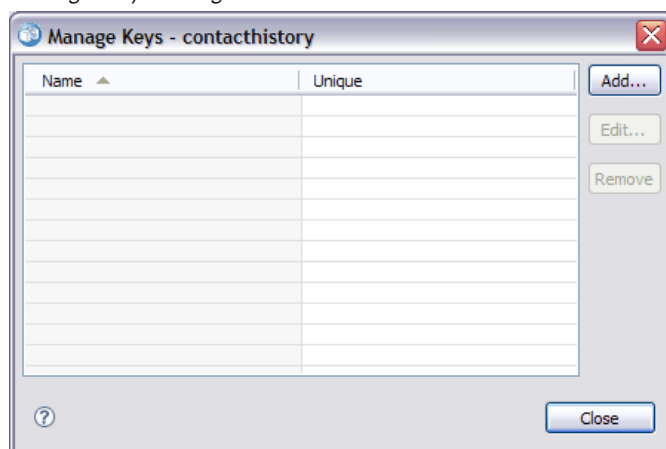 Manage Keys - contacthistory
Name
Unique
Add...
Edit...
Remove
?
Close